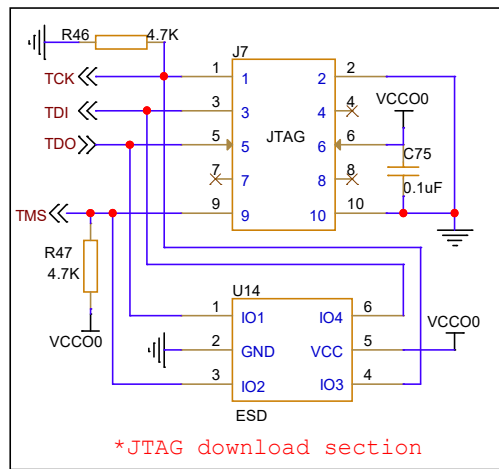 R46 4.7K
J7
TCK 1 1 2 2
TDI 3 3 4 4 VCCO0
TDO 5 5 JTAG 6 6
C75
7 7 8 8
0.1uF
TMS 9 9 10 10
R47
4.7K
U14
1 IO1 IO4 6
VCCO0 2 GND VCC 5 VCCO0
3 IO2 IO3 4
ESD
*JTAG download section